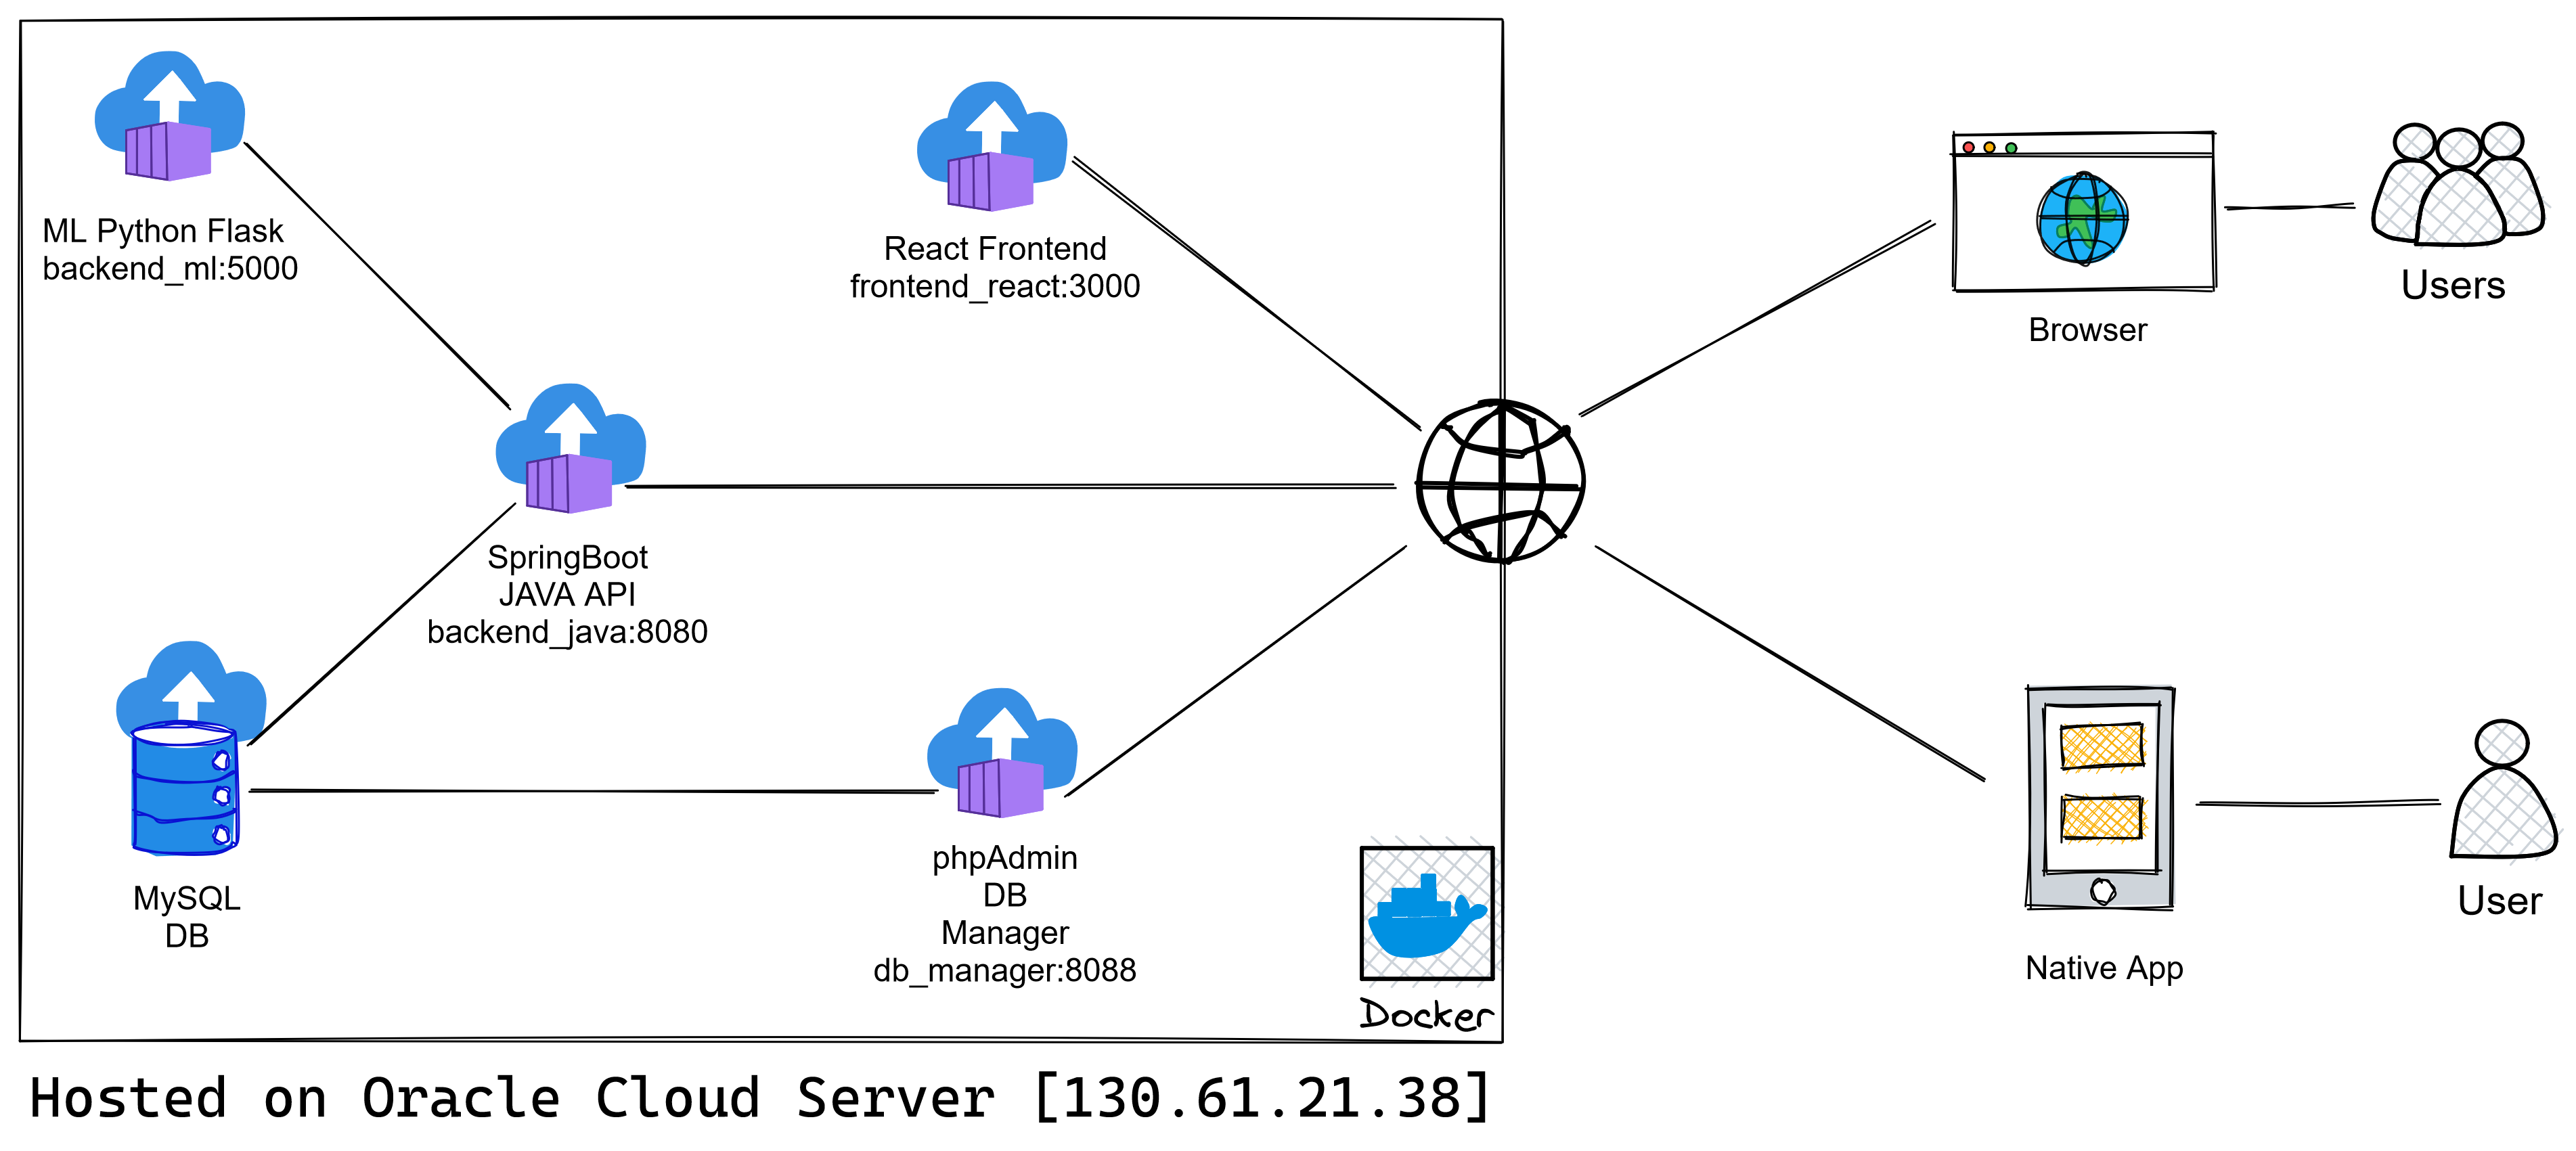 ML Python Flask
backend_ml:5000
React Frontend
frontend_react:3000
Browser
Users
SpringBoot
JAVA API
backend_java:8080
MySQL
DB
phpAdmin
DB
Manager
db_manager:8088
Docker
Native App
User
Hosted on Oracle Cloud Server [130.61.21.38]